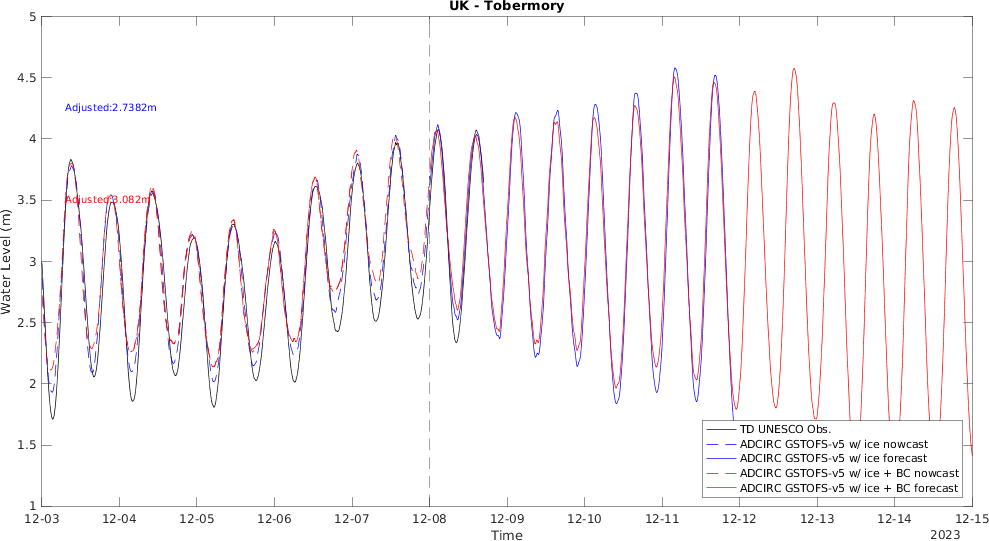 UK - Tobermory
5
4.5
4
3.5
3
2.5
2
1.5
1
Water Level (m)
Adjusted:2.7382m
Adjusted:3.082m
TD UNESCO Obs.
ADCIRC GSTOFS-v5 w/ ice nowcast
ADCIRC GSTOFS-v5 w/ ice forecast
ADCIRC GSTOFS-v5 w/ ice + BC nowcast
ADCIRC GSTOFS-v5 w/ ice + BC forecast
12-03 12-04 12-05 12-06 12-07 12-08 12-09 12-10 12-11 12-12 12-13 12-14 12-15
Time
2023